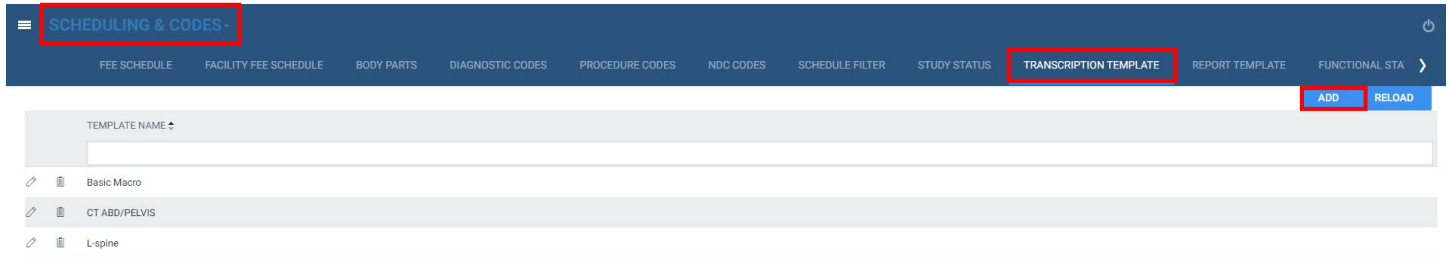 SCHEDULING & CODES
FEE SCHEDULE FACILITY FEE SCHEDULE BODY PARTS DIAGNOSTIC CODES PROCEDURE CODES NDC CODES SCHEDULE FILTER STUDY STATUS TRANSCRIPTION TEMPLATE REPORT TEMPLATE FUNCTIONAL STA
ADD RELOAD
TEMPLATE NAME
Basic Macro
CT ABD/PELVIS
L-spine